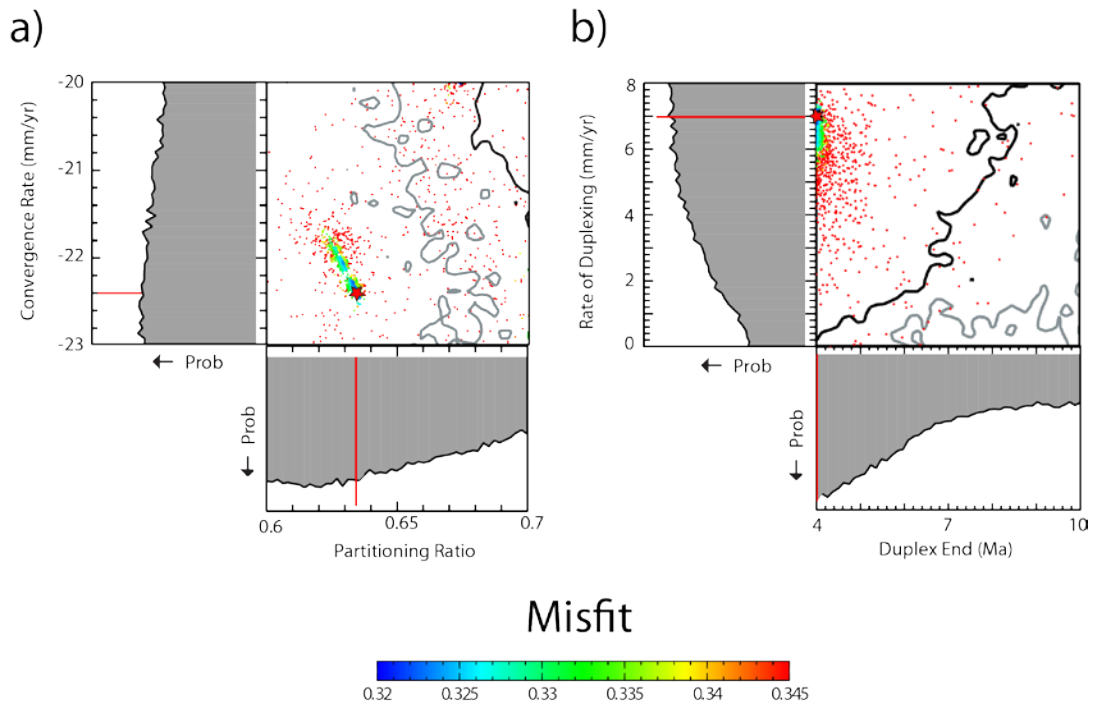 a)
b)
-20
-21
-22
-23
Convergence Rate (mm/yr)
← Prob
← Prob
0.6
0.65
0.7
Partitioning Ratio
8
6
4
2
0
Rate of Duplexing (mm/yr)
← Prob
← Prob
4
7
10
Duplex End (Ma)
Misfit
0.32
0.325
0.33
0.335
0.34
0.345